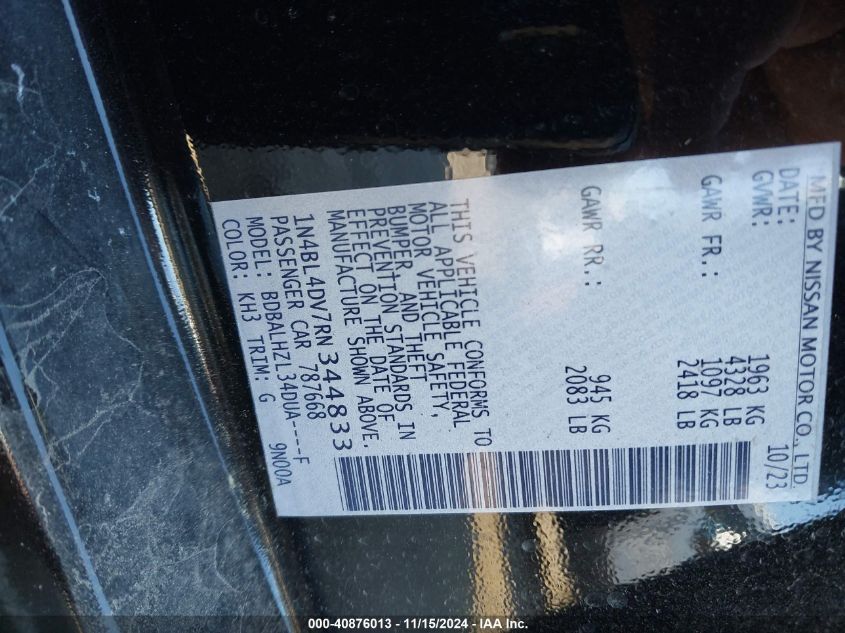 MFD BY NISSAN MOTOR CO., LTD.
DATE: 10/23
GVWR: 1963 KG
4328 LB
GAWR FR.: 1097 KG
2418 LB
GAWR RR.: 945 KG
2083 LB
THIS VEHICLE CONFORMS TO
ALL APPLICABLE FEDERAL
MOTOR VEHICLE SAFETY,
BUMPER, AND THEFT
PREVENTION STANDARDS IN
EFFECT ON THE DATE OF
MANUFACTURE SHOWN ABOVE.
1N4BL4DV7RN344833
PASSENGER CAR 787668
MODEL: BDBALHZL34DUA----F
COLOR: KH3 TRIM: G 9N00A
000-40876013 - 11/15/2024 - IAA Inc.